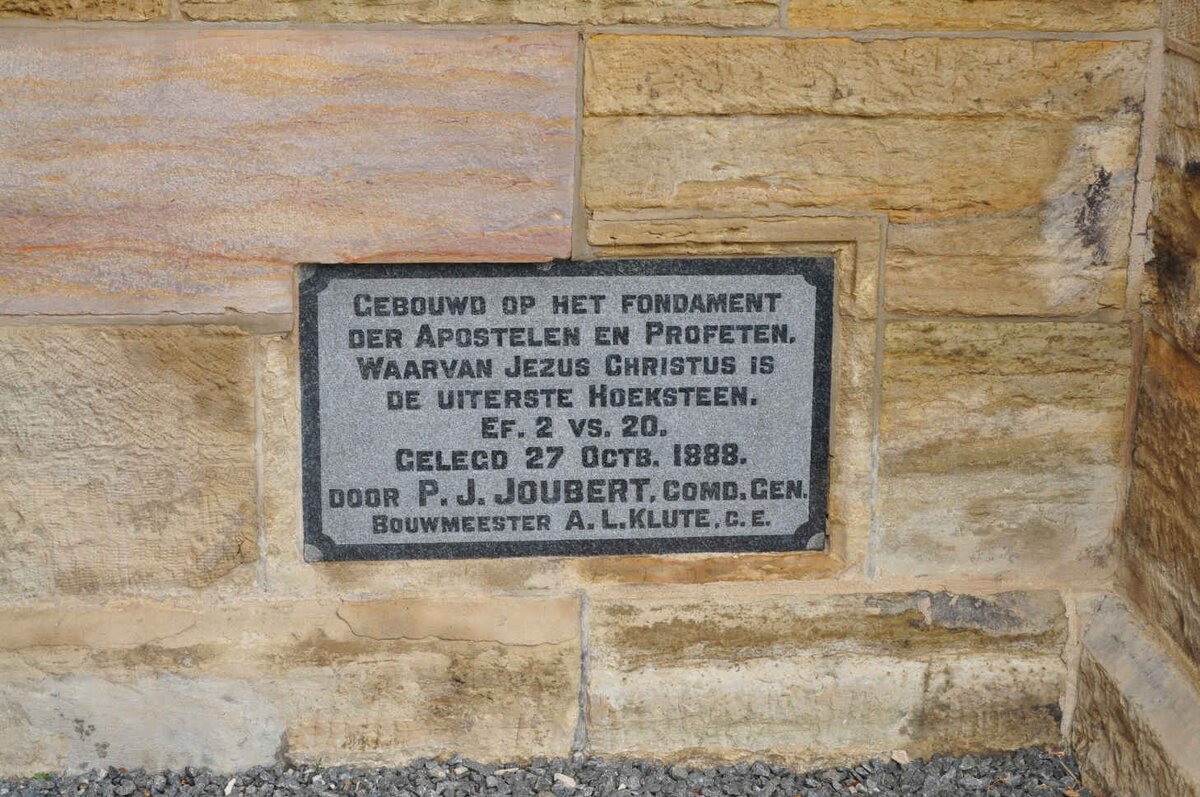 GEBOUWD OP HET FONDAMENT
DER APOSTELEN EN PROFETEN.
WAARVAN JEZUS CHRISTUS IS
DE UITERSTE HOEKSTEEN.
EF. 2 VS. 20.
GELEGD 27 OCTB. 1888.
DOOR P. J. JOUBERT. COMD. GEN.
BOUWMEESTER A. L. KLUTE. C. E.